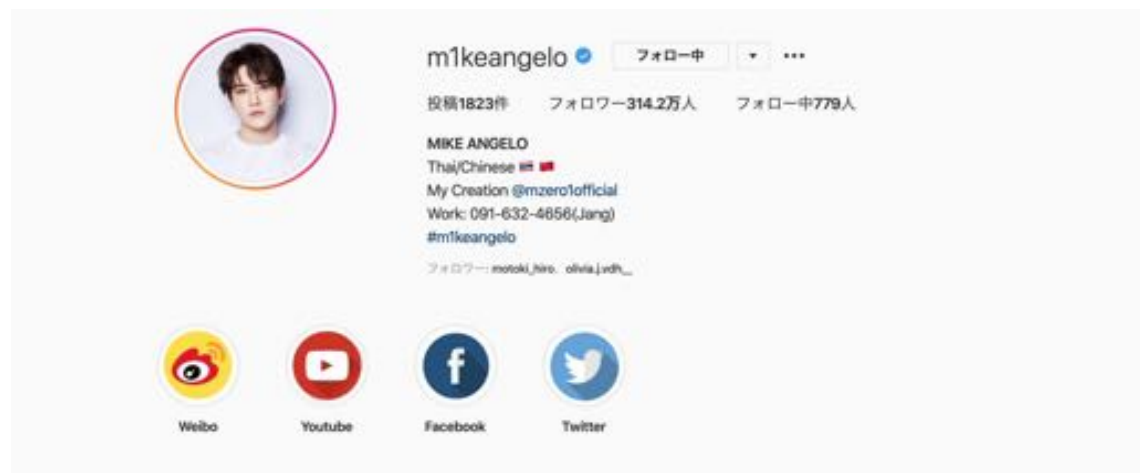 m1keangelo フォロー中
投稿1823件 フォロワー314.2万人 フォロー中779人
MIKE ANGELO
Thai/Chinese 🇹🇭 🇨🇳
My Creation @mzero1official
Work: 091-632-4656(Jang)
#m1keangelo
フォロワー: motoki_hiro、olivia.j.vdh__
Weibo Youtube Facebook Twitter